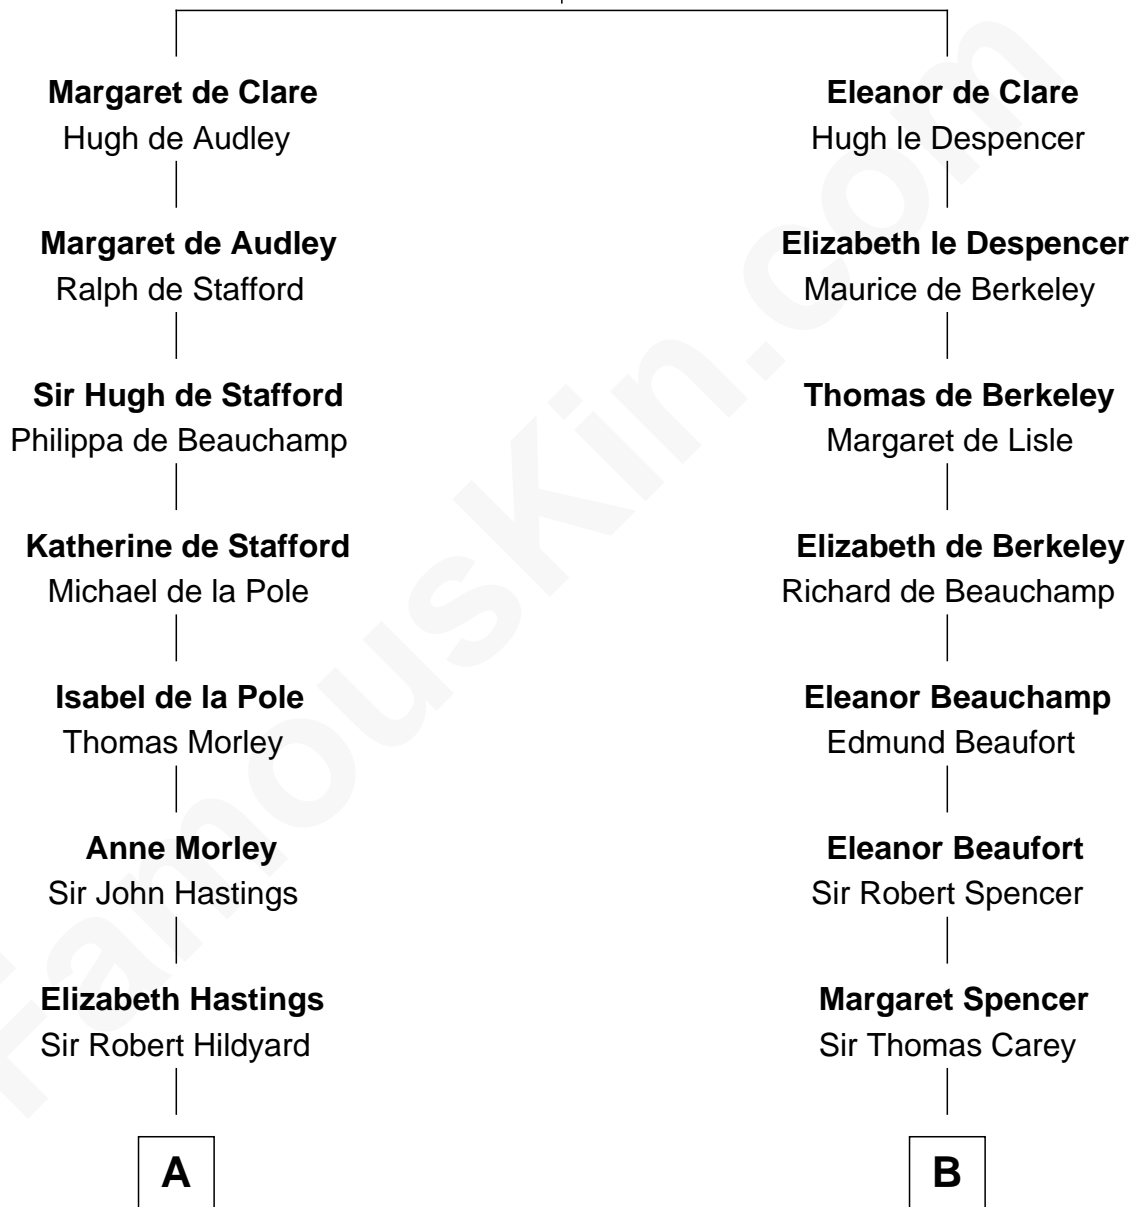 Margaret de Clare
Hugh de Audley
Margaret de Audley
Ralph de Stafford
Sir Hugh de Stafford
Philippa de Beauchamp
Katherine de Stafford
Michael de la Pole
Isabel de la Pole
Thomas Morley
Anne Morley
Sir John Hastings
Elizabeth Hastings
Sir Robert Hildyard
A
Eleanor de Clare
Hugh le Despencer
Elizabeth le Despencer
Maurice de Berkeley
Thomas de Berkeley
Margaret de Lisle
Elizabeth de Berkeley
Richard de Beauchamp
Eleanor Beauchamp
Edmund Beaufort
Eleanor Beaufort
Sir Robert Spencer
Margaret Spencer
Sir Thomas Carey
B
FamousKin.com